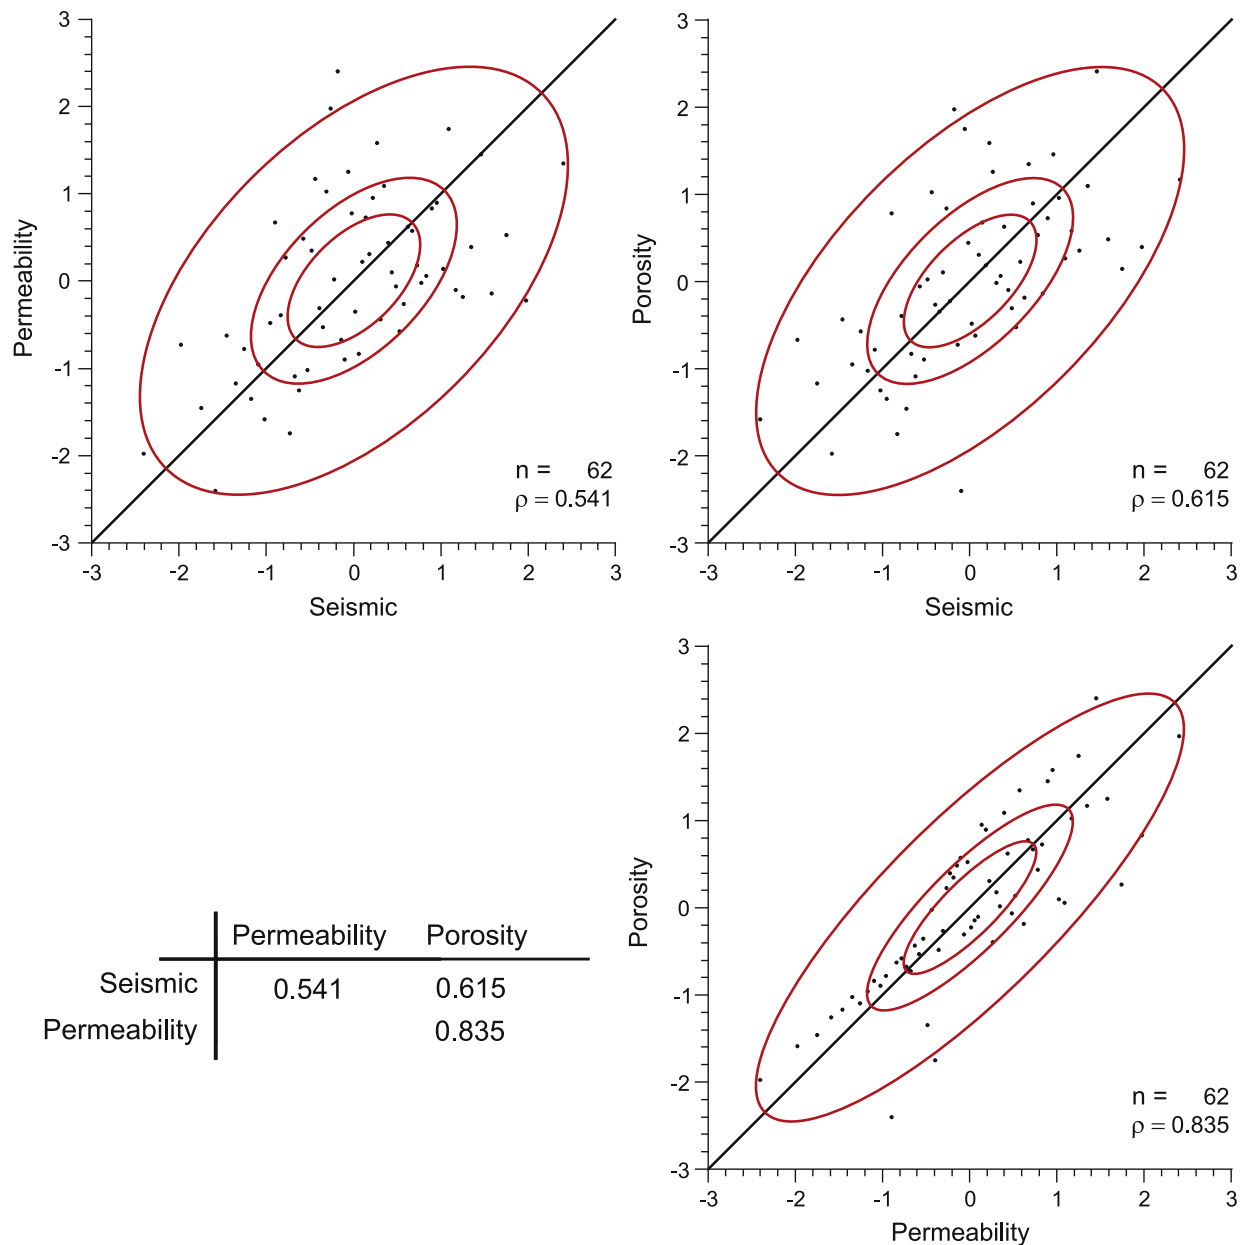 3
2
1
0
-1
-2
-3
Permeability
-3 -2 -1 0 1 2 3
Seismic
n = 62
ρ = 0.541
3
2
1
0
-1
-2
-3
Porosity
-3 -2 -1 0 1 2 3
Seismic
n = 62
ρ = 0.615
Permeability Porosity
Seismic 0.541 0.615
Permeability 0.835
3
2
1
0
-1
-2
-3
Porosity
-3 -2 -1 0 1 2 3
Permeability
n = 62
ρ = 0.835